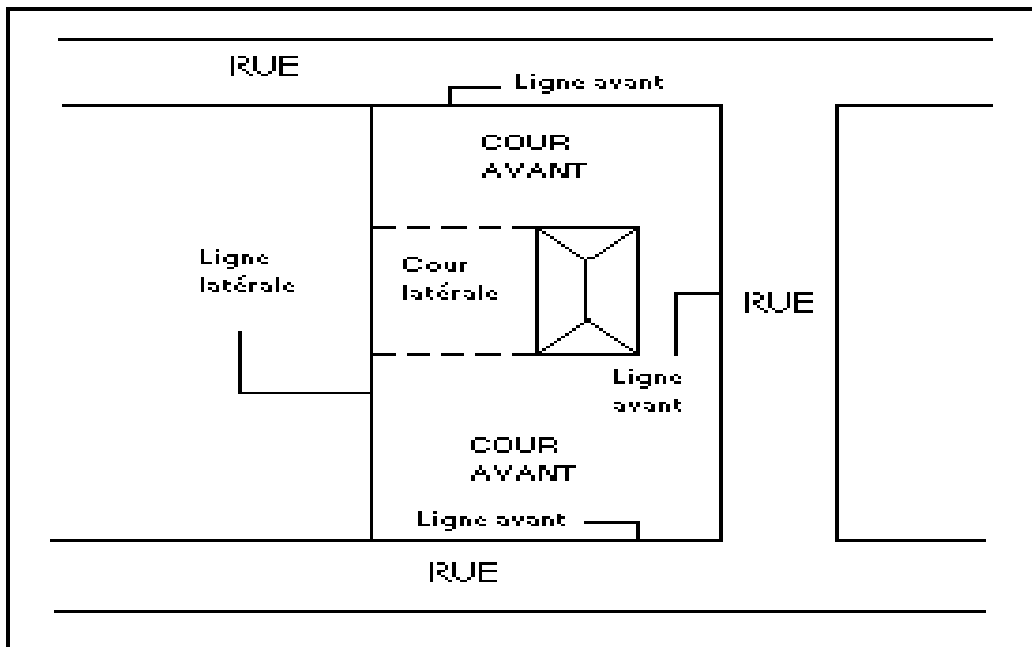 RUE
Ligne avant
COUR
AVANT
Ligne
latérale
Cour
latérale
RUE
Ligne
avant
COUR
AVANT
Ligne avant
RUE